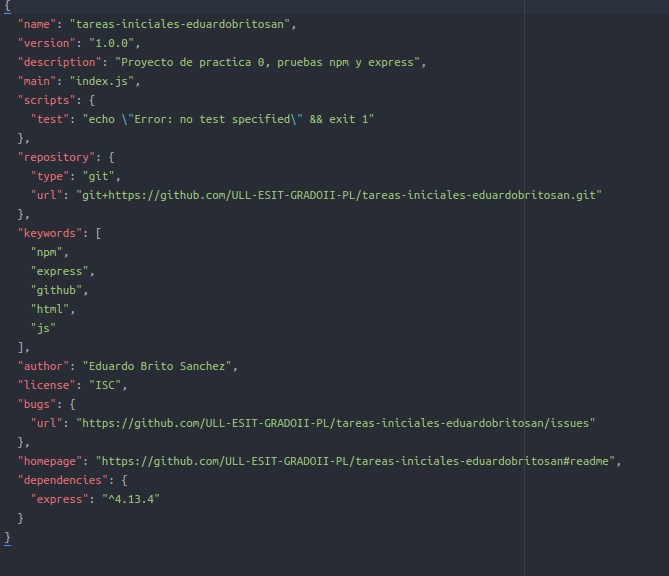 {
  "name": "tareas-iniciales-eduardobritosan",
  "version": "1.0.0",
  "description": "Proyecto de practica 0, pruebas npm y express",
  "main": "index.js",
  "scripts": {
    "test": "echo \"Error: no test specified\" && exit 1"
  },
  "repository": {
    "type": "git",
    "url": "git+https://github.com/ULL-ESIT-GRADOII-PL/tareas-iniciales-eduardobritosan.git"
  },
  "keywords": [
    "npm",
    "express",
    "github",
    "html",
    "js"
  ],
  "author": "Eduardo Brito Sanchez",
  "license": "ISC",
  "bugs": {
    "url": "https://github.com/ULL-ESIT-GRADOII-PL/tareas-iniciales-eduardobritosan/issues"
  },
  "homepage": "https://github.com/ULL-ESIT-GRADOII-PL/tareas-iniciales-eduardobritosan#readme",
  "dependencies": {
    "express": "^4.13.4"
  }
}